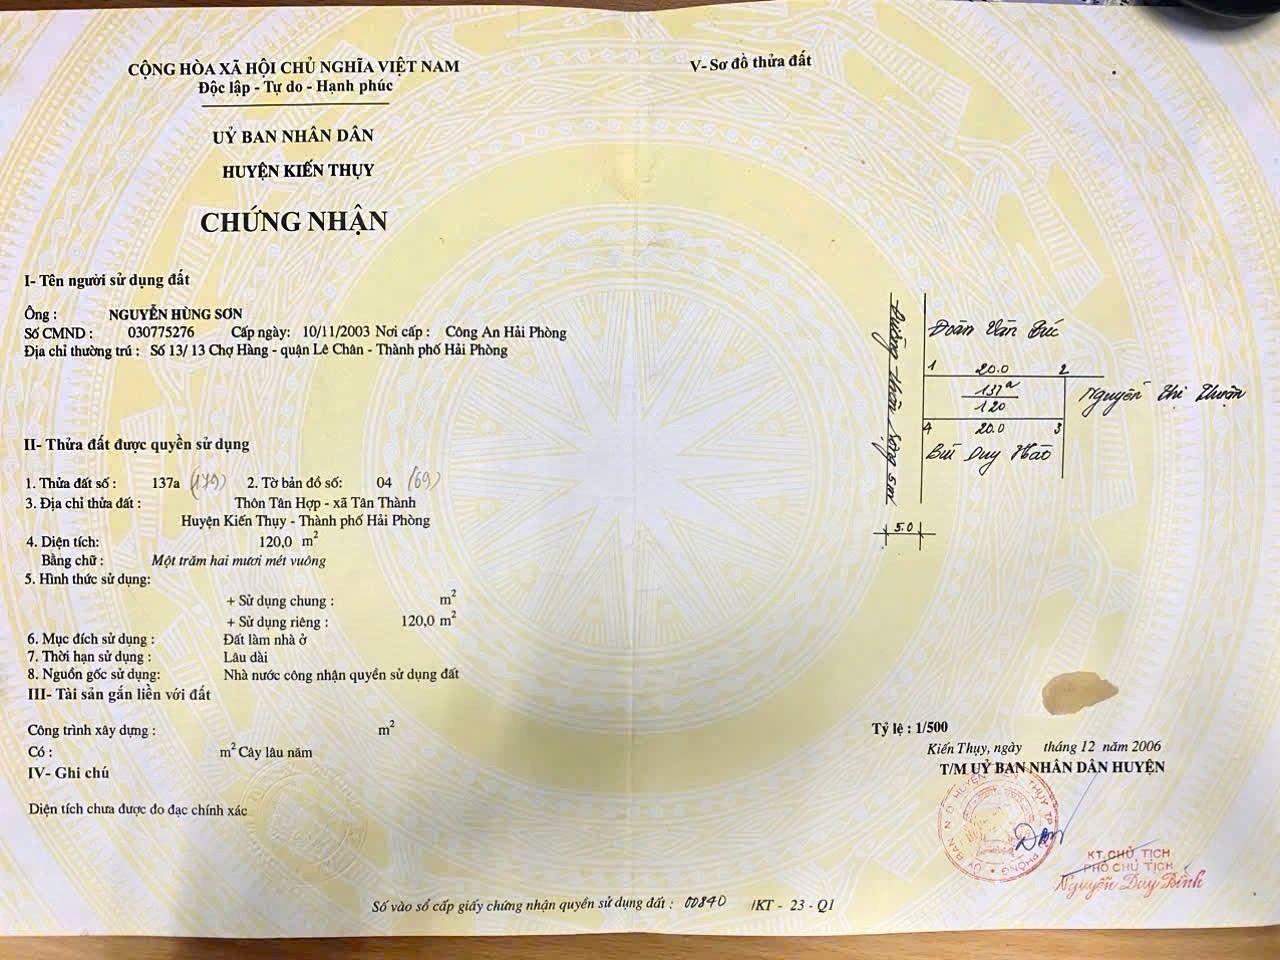 CỘNG HÒA XÃ HỘI CHỦ NGHĨA VIỆT NAM
Độc lập - Tự do - Hạnh phúc
UỶ BAN NHÂN DÂN
HUYỆN KIẾN THỤY
CHỨNG NHẬN
I- Tên người sử dụng đất
Ông : NGUYỄN HÙNG SƠN
Số CMND : 030775276 Cấp ngày: 10/11/2003 Nơi cấp : Công An Hải Phòng
Địa chỉ thường trú : Số 13/ 13 Chợ Hàng - quận Lê Chân - Thành phố Hải Phòng
II- Thửa đất được quyền sử dụng
1. Thửa đất số : 137a (179) 2. Tờ bản đồ số: 04 (69)
3. Địa chỉ thửa đất : Thôn Tân Hợp - xã Tân Thành
Huyện Kiến Thụy - Thành phố Hải Phòng
4. Diện tích: 120,0 m2
Bằng chữ : Một trăm hai mươi mét vuông
5. Hình thức sử dụng:
+ Sử dụng chung : m2
+ Sử dụng riêng : 120,0 m2
6. Mục đích sử dụng : Đất làm nhà ở
7. Thời hạn sử dụng : Lâu dài
8. Nguồn gốc sử dụng: Nhà nước công nhận quyền sử dụng đất
III- Tài sản gắn liền với đất
Công trình xây dựng : m2
Có : m2 Cây lâu năm
IV- Ghi chú
Diện tích chưa được đo đạc chính xác
V- Sơ đồ thửa đất
Đường thôn
Đoàn Văn
1 20.0 2
137a
120
Nguyễn Thị Thuận
4 20.0 3
Bùi Duy Hào
5.0
Tỷ lệ : 1/500
Kiến Thụy, ngày tháng 12 năm 2006
T/M UỶ BAN NHÂN DÂN HUYỆN
KT. CHỦ TỊCH
PHÓ CHỦ TỊCH
Nguyễn Duy Bình
Số vào sổ cấp giấy chứng nhận quyền sử dụng đất : 00840 /KT - 23 - Q1